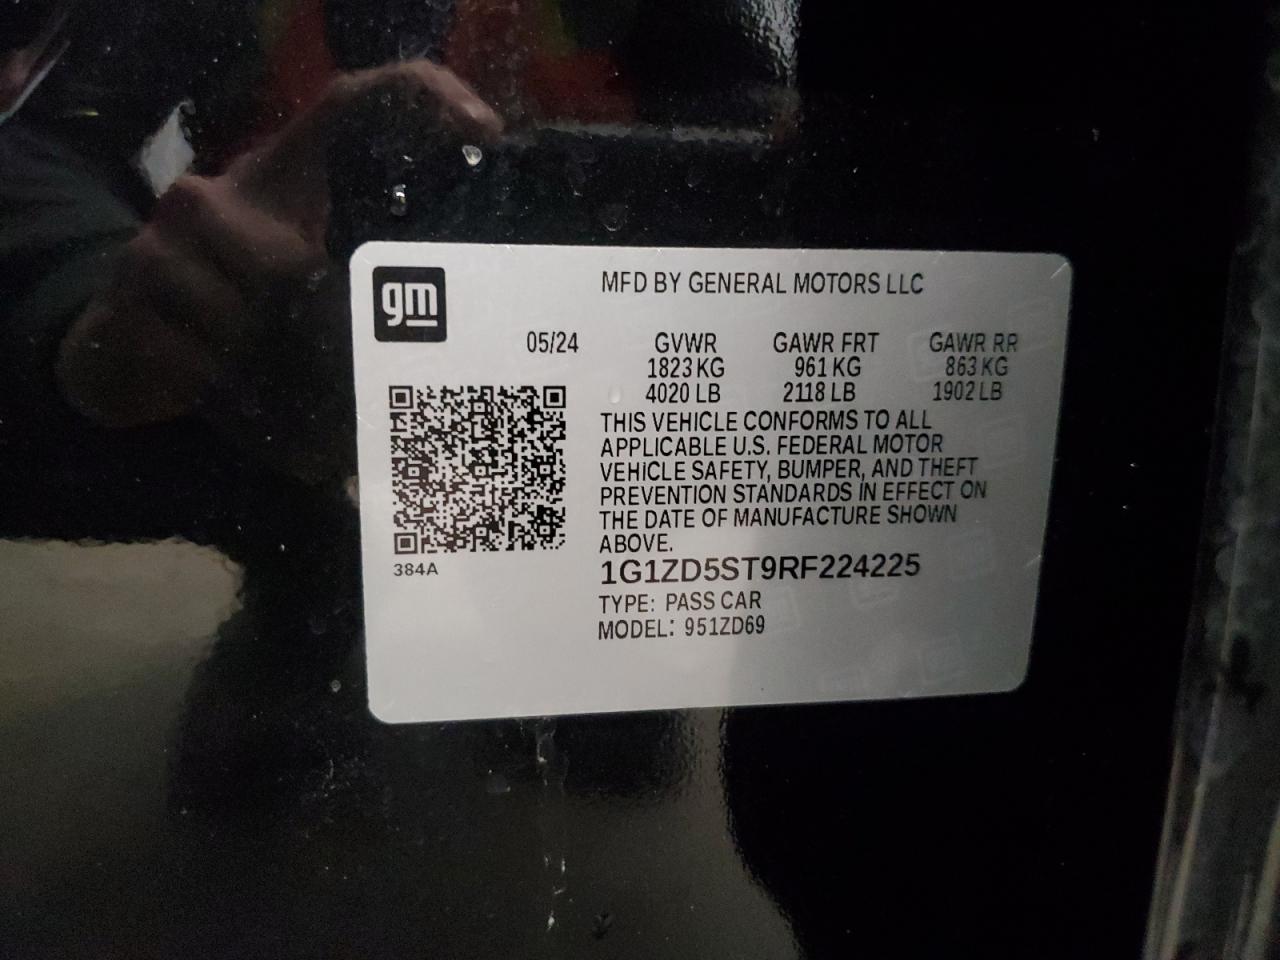 gm
MFD BY GENERAL MOTORS LLC
05/24 GVWR GAWR FRT GAWR RR
1823 KG 961 KG 863 KG
4020 LB 2118 LB 1902 LB
THIS VEHICLE CONFORMS TO ALL
APPLICABLE U.S. FEDERAL MOTOR
VEHICLE SAFETY, BUMPER, AND THEFT
PREVENTION STANDARDS IN EFFECT ON
THE DATE OF MANUFACTURE SHOWN
ABOVE.
384A
1G1ZD5ST9RF224225
TYPE: PASS CAR
MODEL: 951ZD69